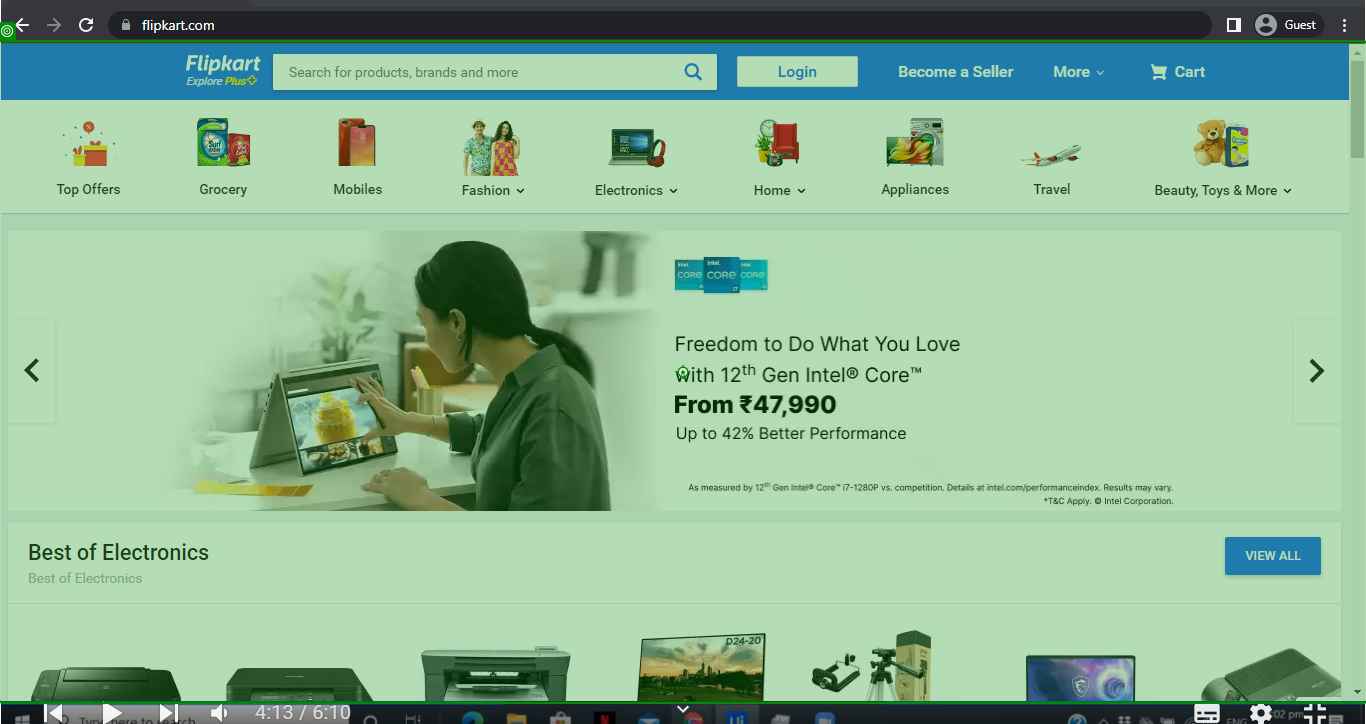 flipkart.com
Guest
Flipkart
Explore Plus
Search for products, brands and more
Login
Become a Seller
More
Cart
Surf excel
Top Offers
Grocery
Mobiles
Fashion
Electronics
Home
Appliances
Travel
Beauty, Toys & More
intel. CORE intel. CORE i7 CORE
Freedom to Do What You Love
with 12th Gen Intel® Core™
From ₹47,990
Up to 42% Better Performance
As measured by 12th Gen Intel® Core™ i7-1280P vs. competition. Details at intel.com/performanceindex. Results may vary.
*T&C Apply. © Intel Corporation.
Best of Electronics
VIEW ALL
Best of Electronics
D24-20
Type here to search
4:13 / 6:10
ENG
:02 pm